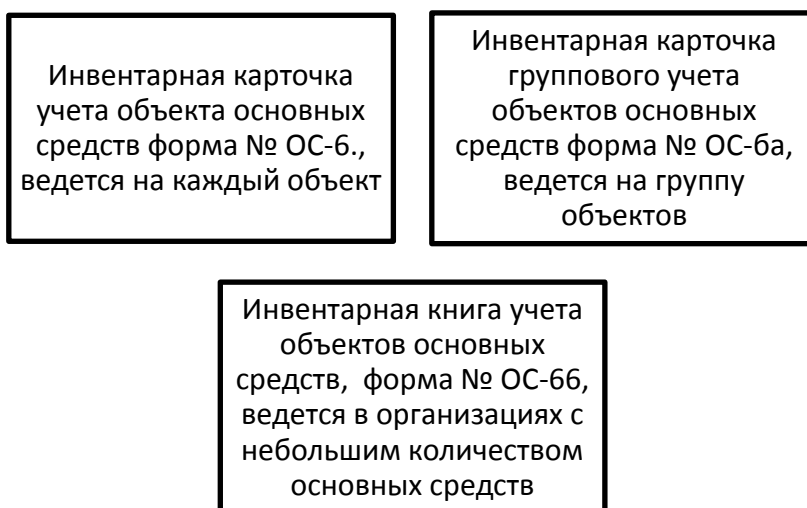 Инвентарная карточка
учета объекта основных
средств форма № ОС-6.,
ведется на каждый объект
Инвентарная карточка
группового учета
объектов основных
средств форма № ОС-ба,
ведется на группу
объектов
Инвентарная книга учета
объектов основных
средств, форма № ОС-66,
ведется в организациях с
небольшим количеством
основных средств